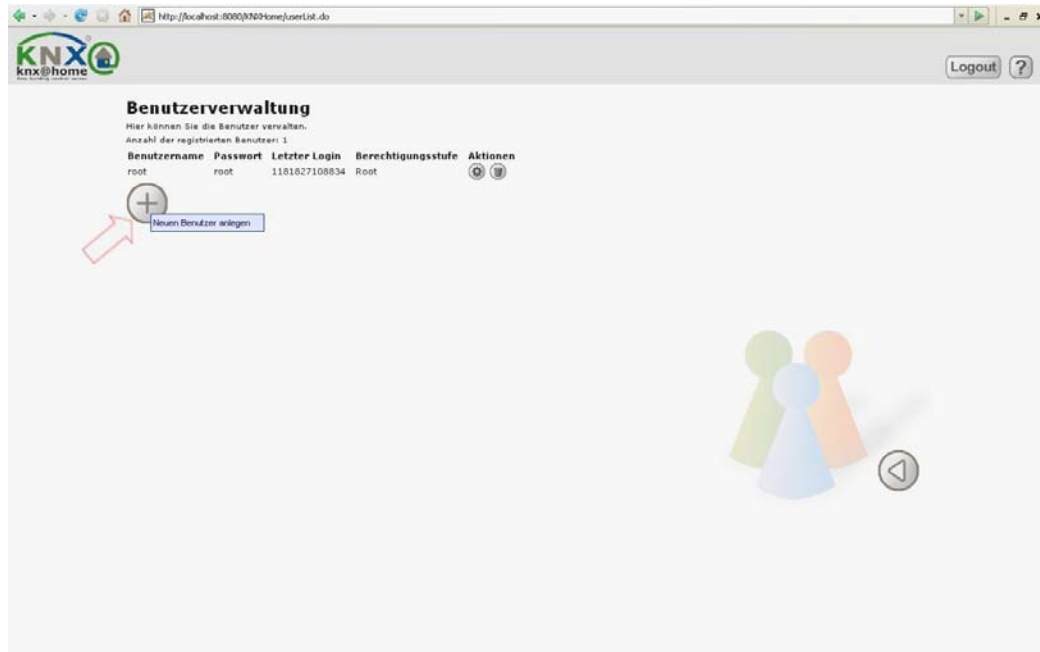 http://localhost:8080/KNXHome/userList.do
KNX@
knx@home
Logout ?
Benutzerverwaltung
Hier können Sie die Benutzer verwalten.
Anzahl der registrierten Benutzer: 1
Benutzername Passwort Letzter Login Berechtigungsstufe Aktionen
root root 1181827108834 Root
Neuen Benutzer anlegen